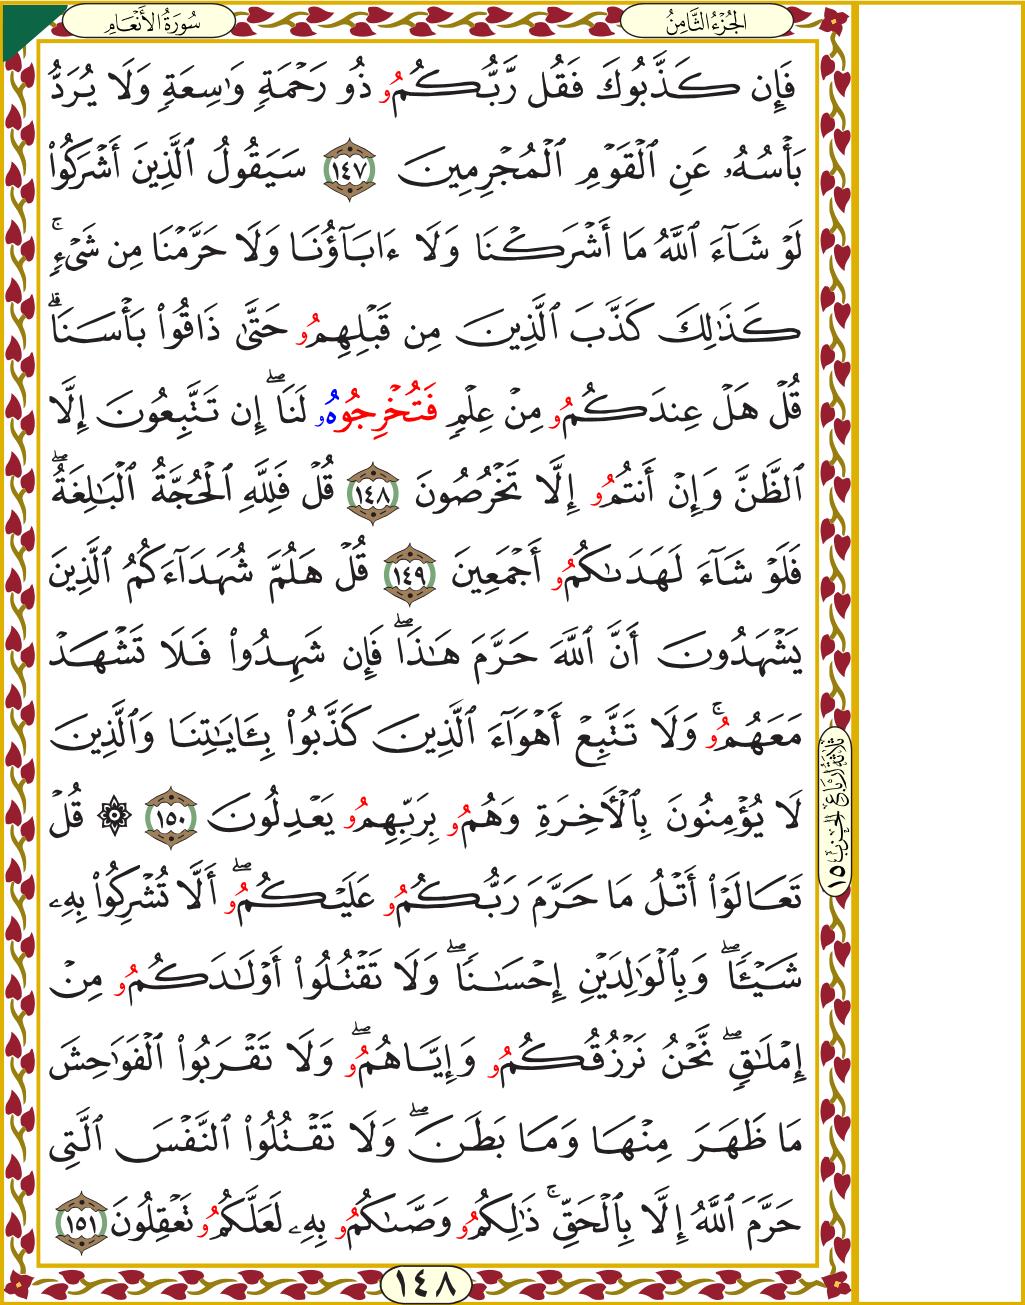 سُورَةُ الأَنْعَامِ
الجُزْءُ الثَّامِنُ
فَإِن كَذَّبُوكَ فَقُل رَّبُّكُمُۥ ذُو رَحْمَةٍ وَٰسِعَةٍ وَلَا يُرَدُّ
بَأْسُهُۥ عَنِ ٱلْقَوْمِ ٱلْمُجْرِمِينَ ١٤٧ سَيَقُولُ ٱلَّذِينَ أَشْرَكُوا۟
لَوْ شَآءَ ٱللَّهُ مَا أَشْرَكْنَا وَلَا ءَابَآؤُنَا وَلَا حَرَّمْنَا مِن شَىْءٍ ۚ
كَذَٰلِكَ كَذَّبَ ٱلَّذِينَ مِن قَبْلِهِمُۥ حَتَّىٰ ذَاقُوا۟ بَأْسَنَا ۗ
قُلْ هَلْ عِندَكُمُۥ مِنْ عِلْمٍ فَتُخْرِجُوهُۥ لَنَا ۖ إِن تَتَّبِعُونَ إِلَّا
ٱلظَّنَّ وَإِنْ أَنتُمُۥ إِلَّا تَخْرُصُونَ ١٤٨ قُلْ فَلِلَّهِ ٱلْحُجَّةُ ٱلْبَٰلِغَةُ ۖ
فَلَوْ شَآءَ لَهَدَىٰكُمُۥ أَجْمَعِينَ ١٤٩ قُلْ هَلُمَّ شُهَدَآءَكُمُ ٱلَّذِينَ
يَشْهَدُونَ أَنَّ ٱللَّهَ حَرَّمَ هَٰذَا ۖ فَإِن شَهِدُوا۟ فَلَا تَشْهَدْ
مَعَهُمُۥ ۚ وَلَا تَتَّبِعْ أَهْوَآءَ ٱلَّذِينَ كَذَّبُوا۟ بِـَٔايَٰتِنَا وَٱلَّذِينَ
لَا يُؤْمِنُونَ بِٱلْأَخِرَةِ وَهُمُۥ بِرَبِّهِمُۥ يَعْدِلُونَ ١٥٠ ۞ قُلْ
تَعَالَوْا۟ أَتْلُ مَا حَرَّمَ رَبُّكُمُۥ عَلَيْكُمُۥ ۖ أَلَّا تُشْرِكُوا۟ بِهِۦ
شَيْـًٔا ۖ وَبِٱلْوَٰلِدَيْنِ إِحْسَٰنًا ۖ وَلَا تَقْتُلُوا۟ أَوْلَٰدَكُمُۥ مِنْ
إِمْلَٰقٍ ۖ نَّحْنُ نَرْزُقُكُمُۥ وَإِيَّاهُمُۥ ۖ وَلَا تَقْرَبُوا۟ ٱلْفَوَٰحِشَ
مَا ظَهَرَ مِنْهَا وَمَا بَطَنَ ۖ وَلَا تَقْتُلُوا۟ ٱلنَّفْسَ ٱلَّتِى
حَرَّمَ ٱللَّهُ إِلَّا بِٱلْحَقِّ ۚ ذَٰلِكُمُۥ وَصَّىٰكُمُۥ بِهِۦ لَعَلَّكُمُۥ تَعْقِلُونَ ١٥١
ثلاثة أرباع الحزب ١٥
١٤٨